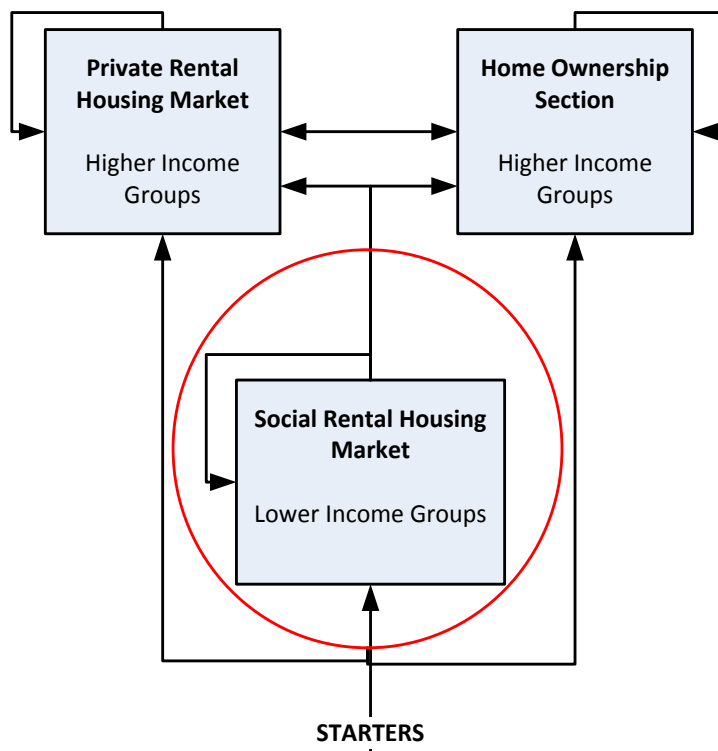 Private Rental
Housing Market
Higher Income
Groups
Home Ownership
Section
Higher Income
Groups
Social Rental Housing
Market
Lower Income Groups
STARTERS